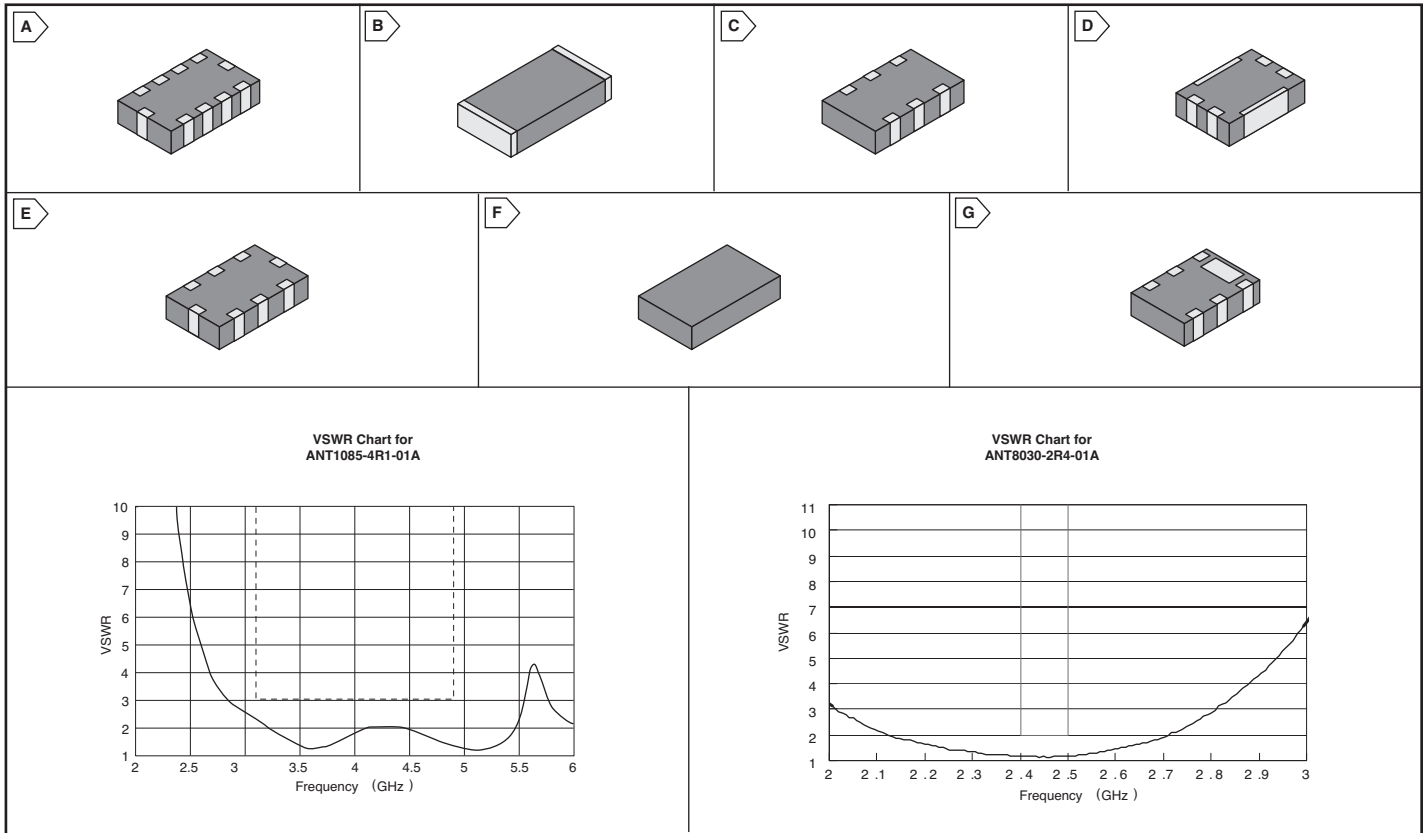 A
B
C
D
E
F
G
VSWR Chart for
ANT1085-4R1-01A
10
9
8
7
6
5
4
3
2
1
VSWR
2 2.5 3 3.5 4 4.5 5 5.5 6
Frequency (GHz )
VSWR Chart for
ANT8030-2R4-01A
11
10
9
8
7
6
5
4
3
2
1
VSWR
2 2 .1 2 .2 2 .3 2 .4 2 .5 2 .6 2 .7 2 .8 2 .9 3
Frequency (GHz )